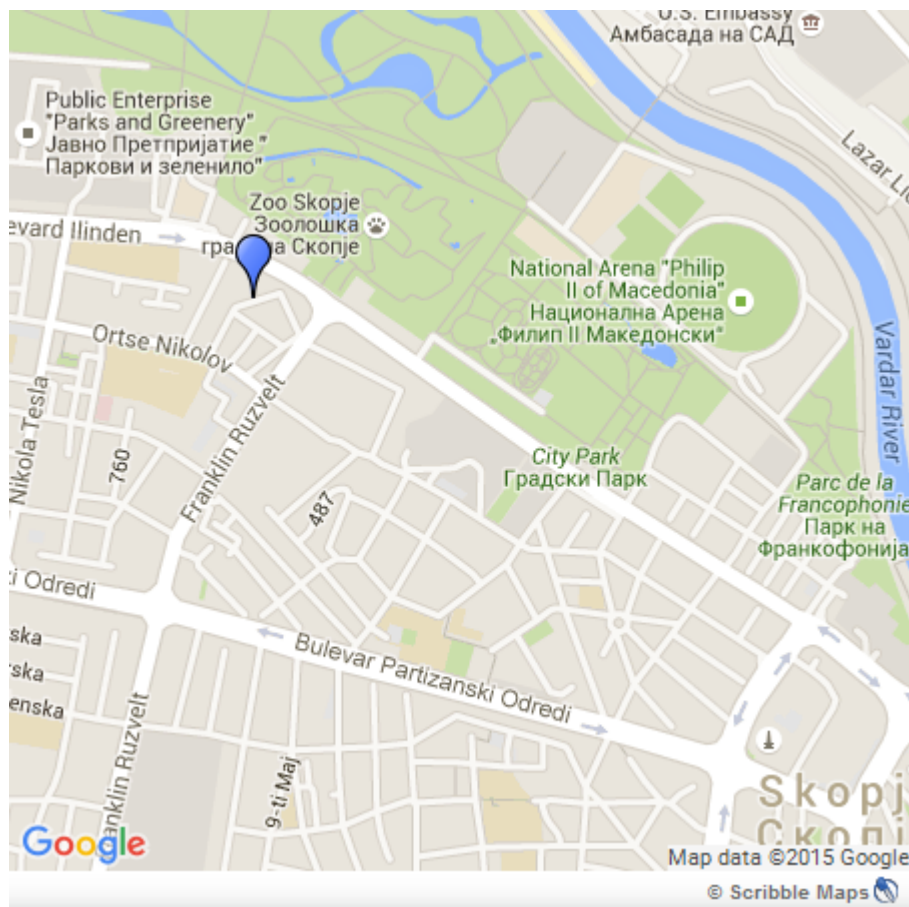 U.S. Embassy
Амбасада на САД
Public Enterprise
"Parks and Greenery"
Јавно Претпријатие "
Паркови и зеленило"
Lazar
Zoo Skopje
Зоолошка
Скопје
evard Ilinden
National Arena "Philip
II of Macedonia"
Национална Арена
„Филип II Македонски"
Ortse Nikolov
Vardar River
Franklin Ruzvelt
Nikola Tesla
760
City Park
Градски Парк
487
Parc de la
Francophonie
Парк на
Франкофонија
i Odredi
ska
rska
enska
Bulevar Partizanski Odredi
anklin Ruzvelt
9-ti Maj
Skopj
Скопј
Google
Map data ©2015 Google
© Scribble Maps